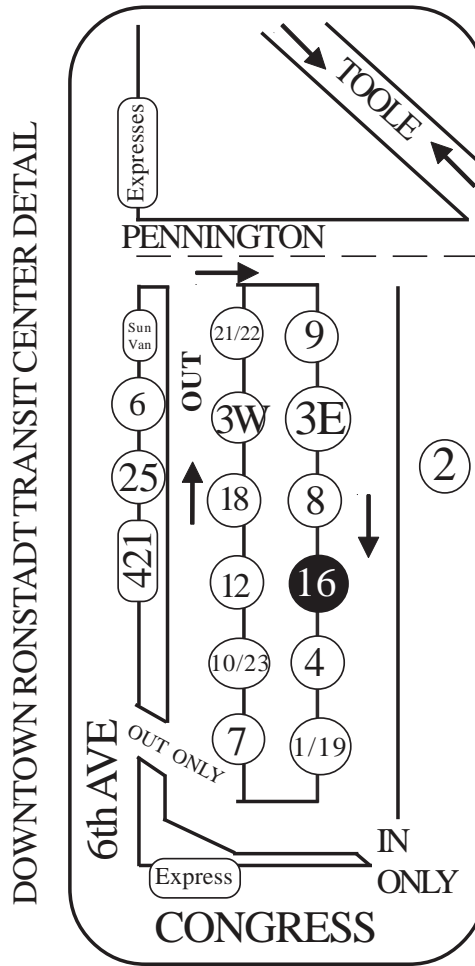 DOWNTOWN RONSTADT TRANSIT CENTER DETAIL
TOOLE
Expresses
PENNINGTON
Sun
Van
21/22
9
OUT
6
3W
3E
2
25
18
8
421
12
16
10/23
4
7
1/19
OUT ONLY
6th AVE
IN
ONLY
Express
CONGRESS